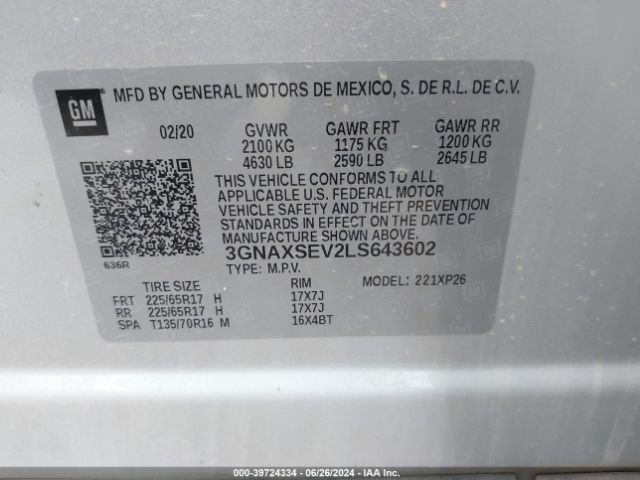 GM
MFD BY GENERAL MOTORS DE MEXICO, S. DE R.L. DE C.V.
02/20 GVWR GAWR FRT GAWR RR
2100 KG 1175 KG 1200 KG
4630 LB 2590 LB 2645 LB
THIS VEHICLE CONFORMS TO ALL
APPLICABLE U.S. FEDERAL MOTOR
VEHICLE SAFETY AND THEFT PREVENTION
STANDARDS IN EFFECT ON THE DATE OF
MANUFACTURE SHOWN ABOVE.
3GNAXSEV2LS643602
636R
TYPE: M.P.V. MODEL: 221XP26
TIRE SIZE RIM
FRT 225/65R17 H 17X7J
RR 225/65R17 H 17X7J
SPA T135/70R16 M 16X4BT
000-39724334 - 06/26/2024 - IAA Inc.